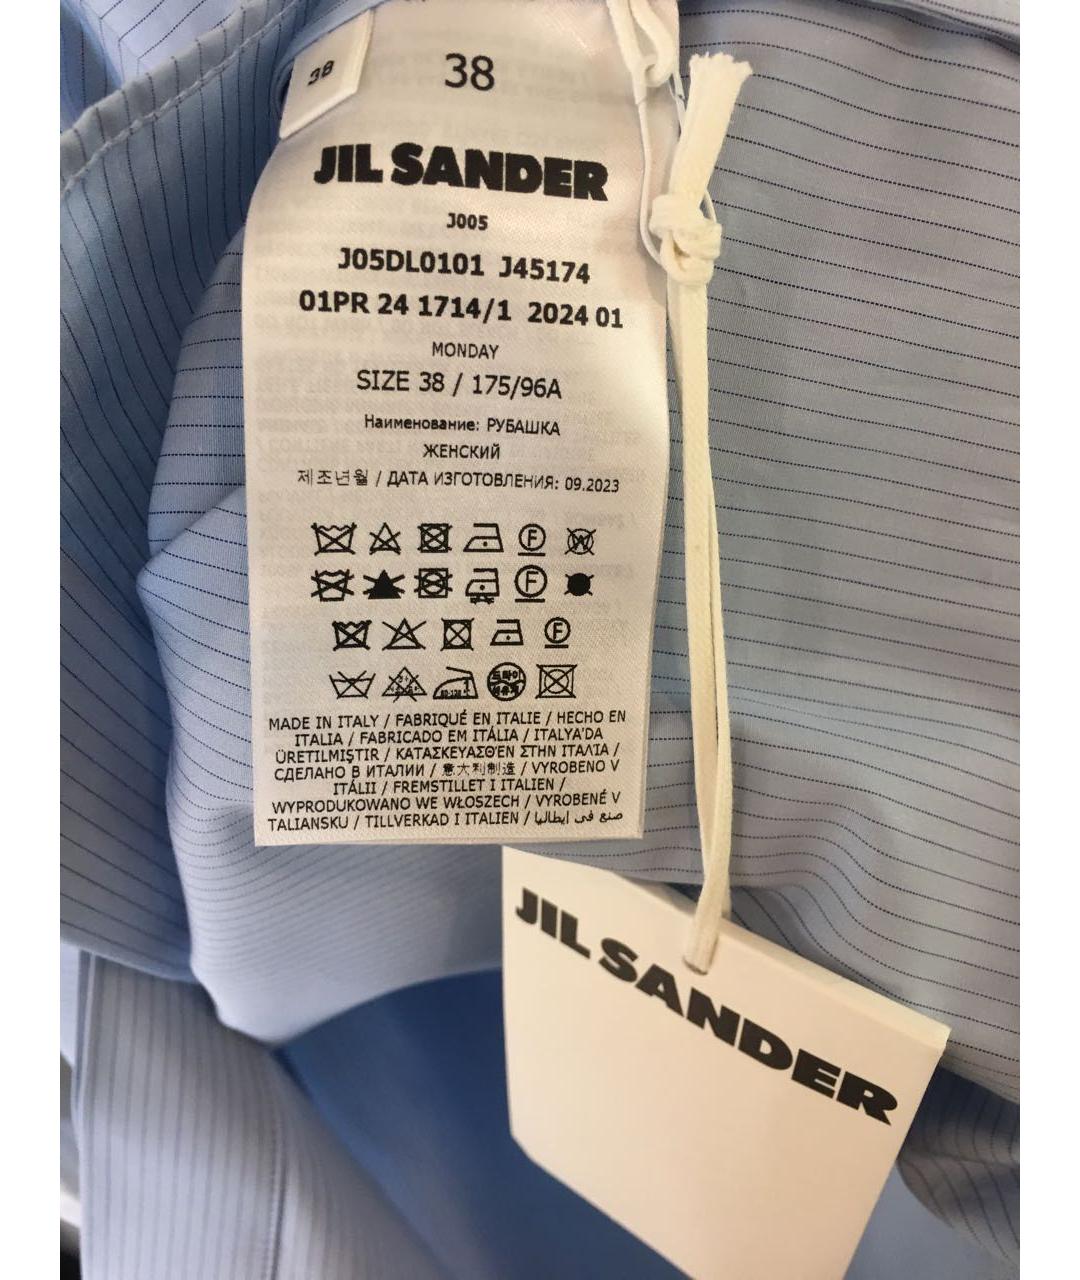 38
38
JIL SANDER
J005
J05DL0101 J45174
01PR 24 1714/1 2024 01
MONDAY
SIZE 38 / 175/96A
Наименование: РУБАШКА
ЖЕНСКИЙ
제조년월 / ДАТА ИЗГОТОВЛЕНИЯ: 09.2023
F W
F
F
MADE IN ITALY / FABRIQUÉ EN ITALIE / HECHO EN
ITALIA / FABRICADO EM ITÁLIA / ITALYA'DA
ÜRETILMIŞTIR / ΚΑΤΑΣΚΕΥΑΣΘΈΝ ΣΤΗΝ ΙΤΑΛΊΑ /
СДЕЛАНО В ИТАЛИИ / 意大利制造 / VYROBENO V
ITÁLII / FREMSTILLET I ITALIEN /
WYPRODUKOWANO WE WŁOSZECH / VYROBENÉ V
TALIANSKU / TILLVERKAD I ITALIEN / صنع في ايطاليا
JIL SANDER